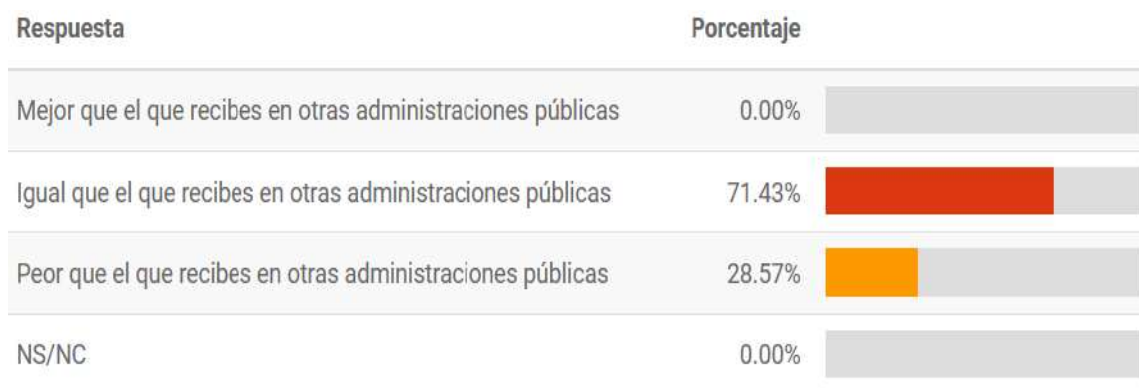 Respuesta Porcentaje
Mejor que el que recibes en otras administraciones públicas 0.00%
Igual que el que recibes en otras administraciones públicas 71.43%
Peor que el que recibes en otras administraciones públicas 28.57%
NS/NC 0.00%